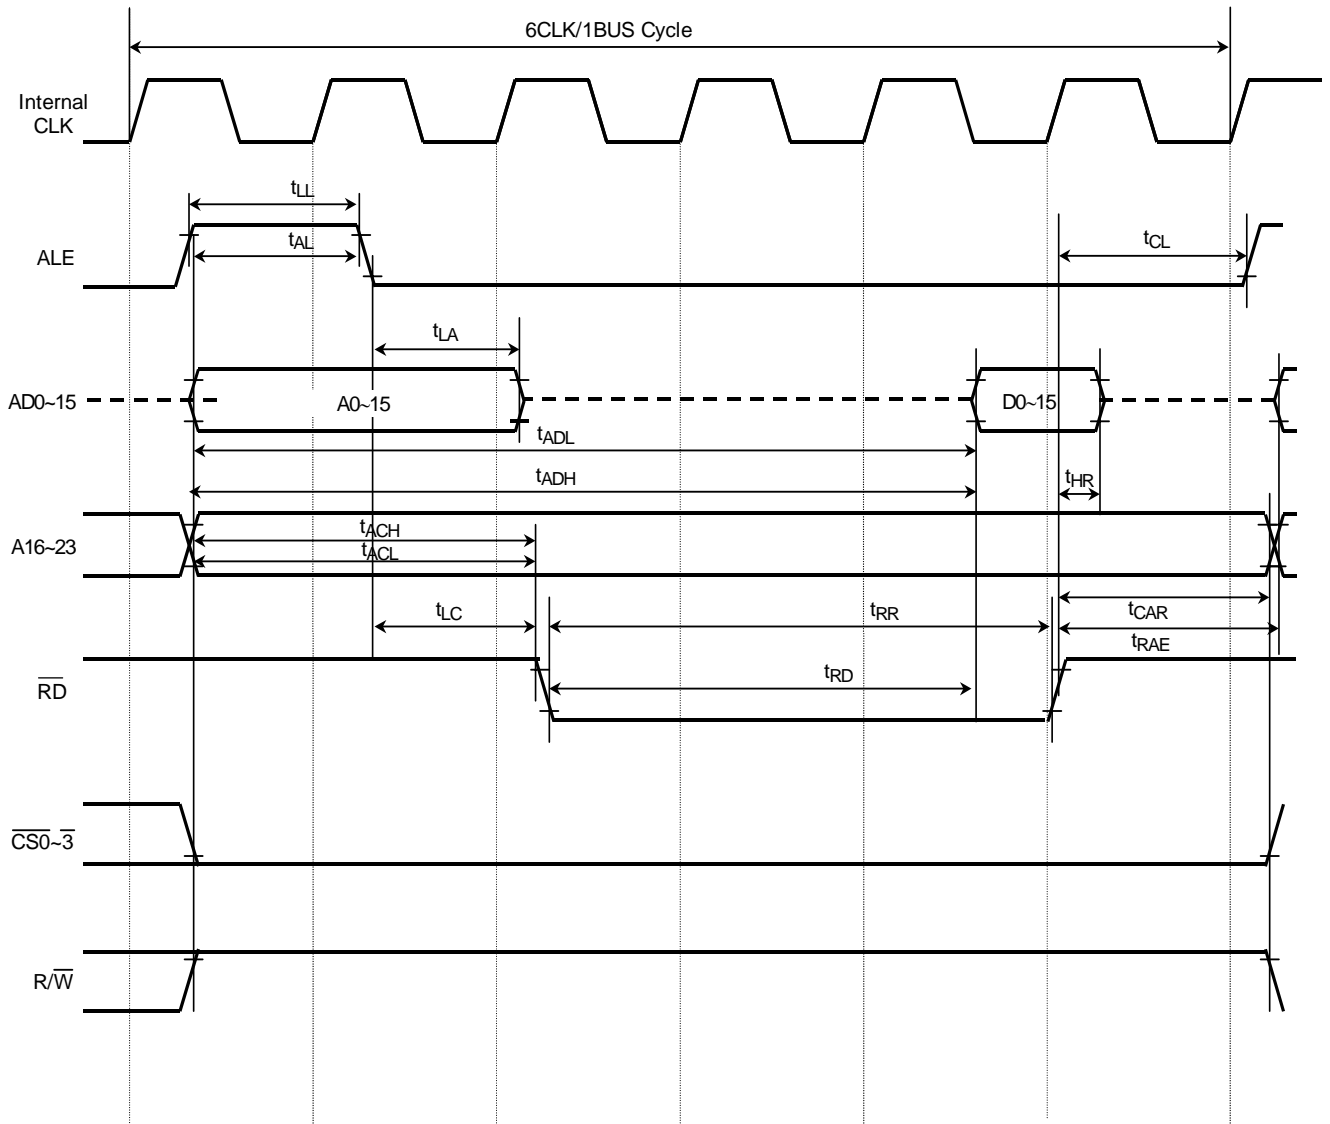 6CLK/1BUS Cycle
Internal
CLK
tLL
ALE
tAL
tCL
tLA
AD0~15
A0~15
D0~15
tADL
tADH
tHR
tACH
A16~23
tACL
tLC
tRR
tCAR
tRAE
RD
tRD
CS0~3
R/W